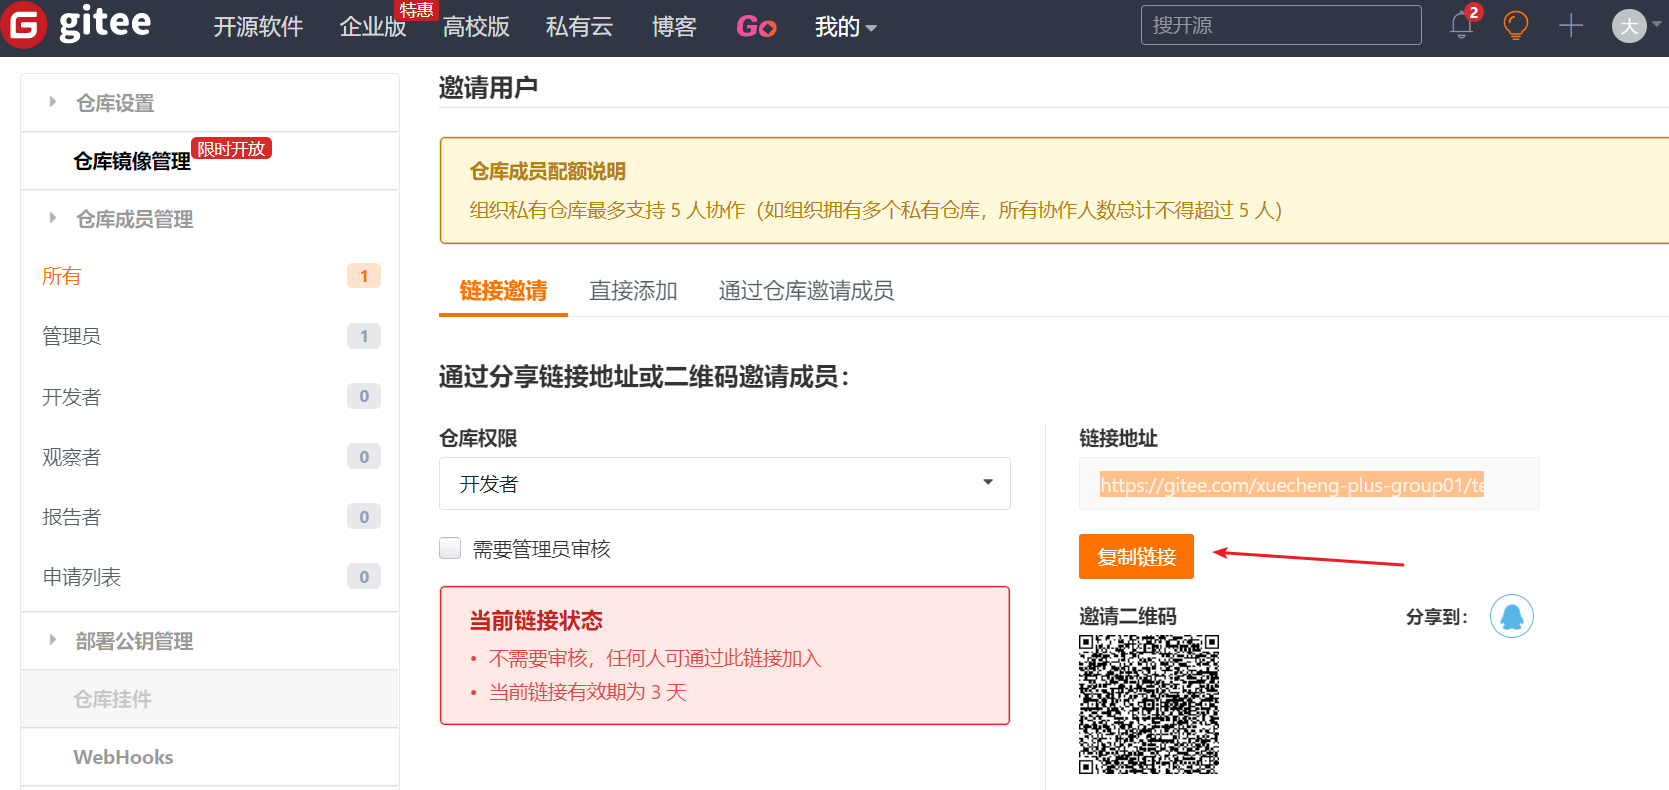 gitee
开源软件
企业版
特惠
高校版
私有云
博客
Go
我的
搜开源
2
大
仓库设置
仓库镜像管理
限时开放
仓库成员管理
所有
1
管理员
1
开发者
0
观察者
0
报告者
0
申请列表
0
部署公钥管理
仓库挂件
WebHooks
邀请用户
仓库成员配额说明
组织私有仓库最多支持 5 人协作（如组织拥有多个私有仓库，所有协作人数总计不得超过 5 人）
链接邀请
直接添加
通过仓库邀请成员
通过分享链接地址或二维码邀请成员：
仓库权限
开发者
需要管理员审核
当前链接状态
• 不需要审核，任何人可通过此链接加入
• 当前链接有效期为 3 天
链接地址
https://gitee.com/xuecheng-plus-group01/te
复制链接
邀请二维码
分享到：